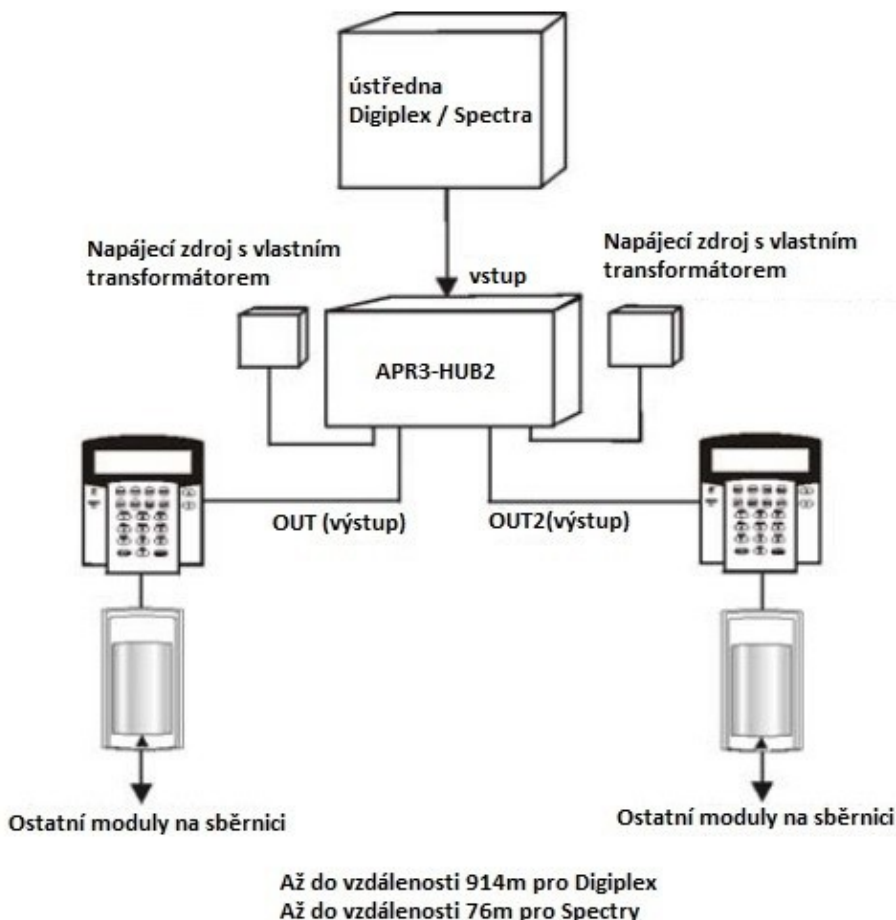 ústředna
Digiplex / Spectra
Napájecí zdroj s vlastním
transformátorem
Napájecí zdroj s vlastním
transformátorem
vstup
APR3-HUB2
OUT (výstup)
OUT2(výstup)
Ostatní moduly na sběrnici
Ostatní moduly na sběrnici
Až do vzdálenosti 914m pro Digiplex
Až do vzdálenosti 76m pro Spectry